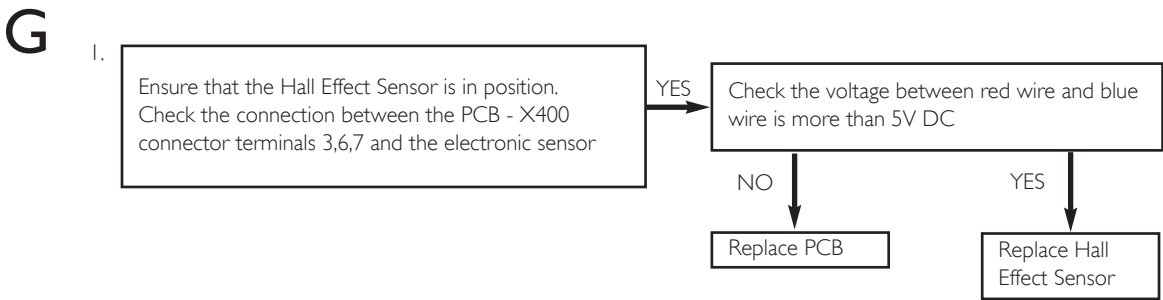 G
1.
Ensure that the Hall Effect Sensor is in position.
Check the connection between the PCB - X400
connector terminals 3,6,7 and the electronic sensor
YES
Check the voltage between red wire and blue
wire is more than 5V DC
NO
YES
Replace PCB
Replace Hall
Effect Sensor